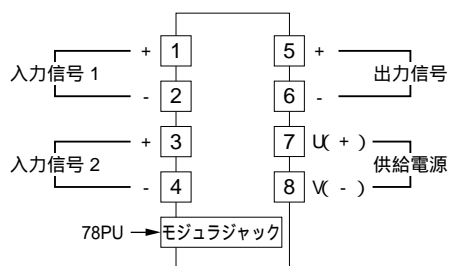 + 1
入力信号 1
- 2
+ 3
入力信号 2
- 4
5 +
出力信号
6 -
7 U( + )
供給電源
8 V( - )
78PU モジュラジャック